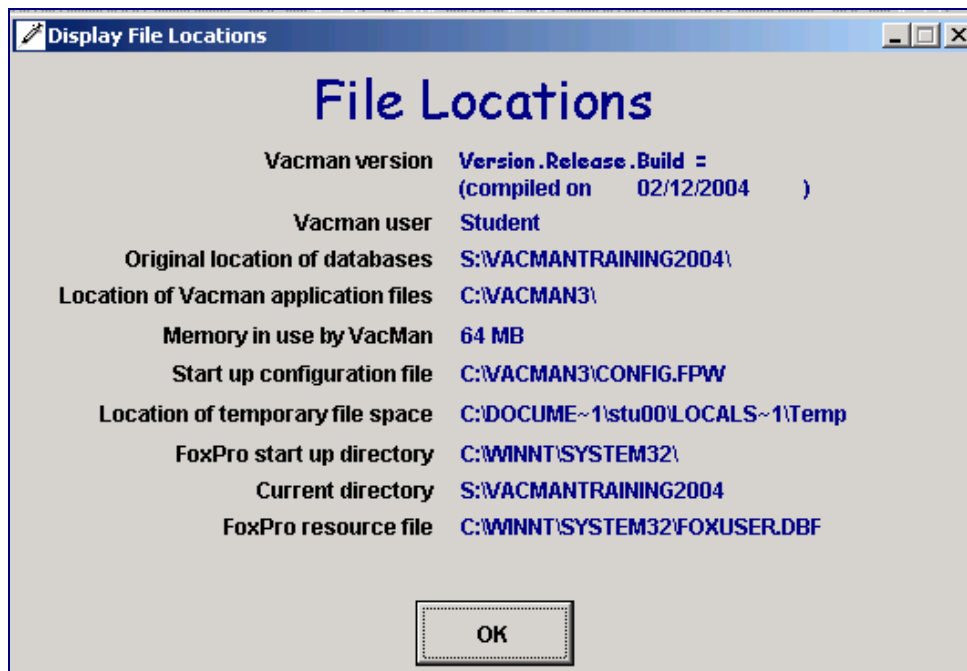 Display File Locations
File Locations
Vacman version Version.Release.Build =
(compiled on 02/12/2004 )
Vacman user Student
Original location of databases S:\VACMANTRAINING2004\
Location of Vacman application files C:\VACMAN3\
Memory in use by VacMan 64 MB
Start up configuration file C:\VACMAN3\CONFIG.FPW
Location of temporary file space C:\DOCUME~1\stu00\LOCALS~1\Temp
FoxPro start up directory C:\WINNT\SYSTEM32\
Current directory S:\VACMANTRAINING2004
FoxPro resource file C:\WINNT\SYSTEM32\FOXUSER.DBF
OK